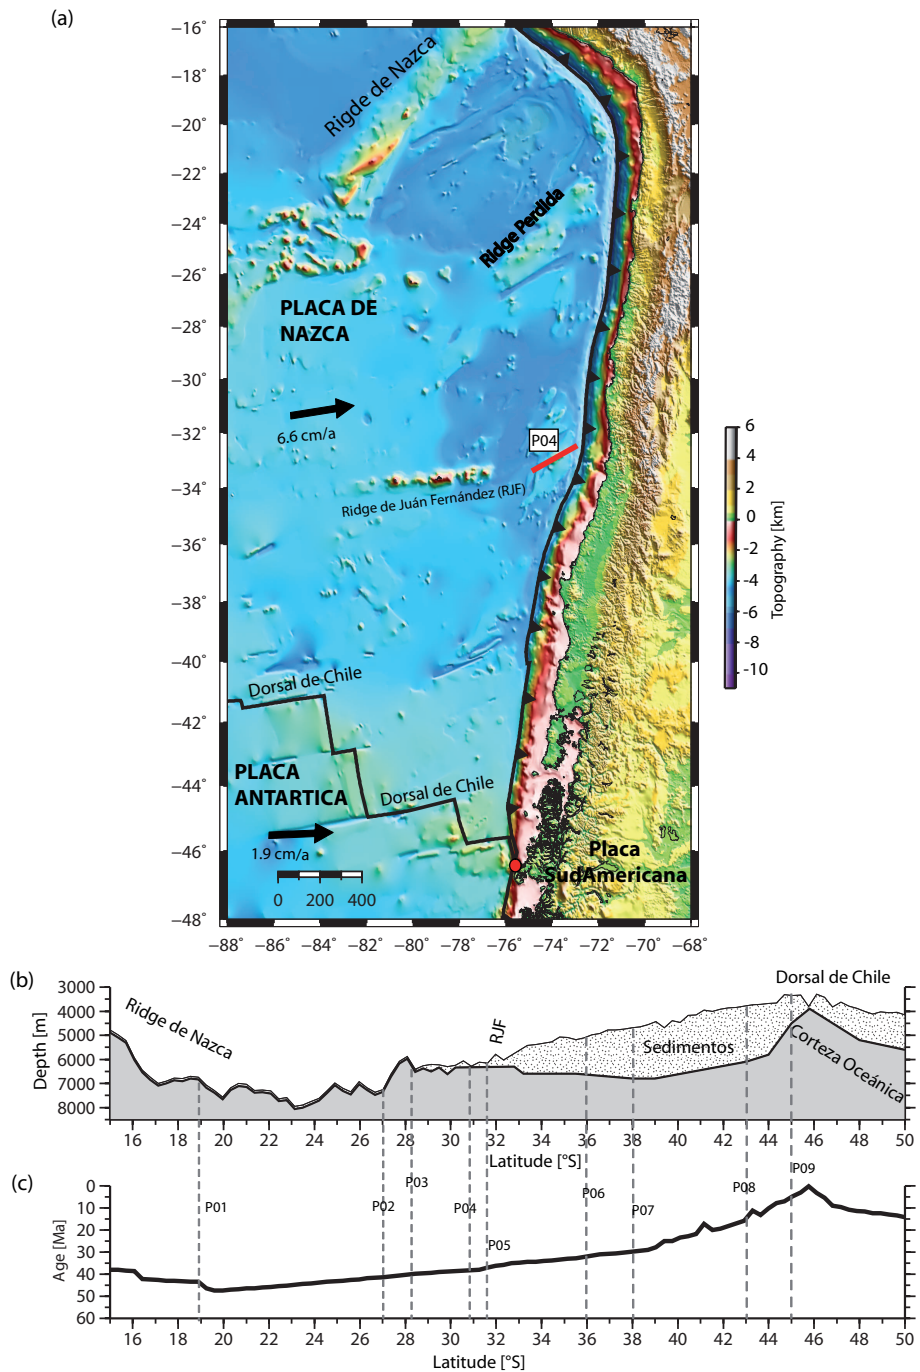 (a)
−16°
−18°
−20°
−22°
−24°
−26°
−28°
−30°
−32°
−34°
−36°
−38°
−40°
−42°
−44°
−46°
−48°
Rigde de Nazca
Ridge Perdida
PLACA DE
NAZCA
6.6 cm/a
P04
Ridge de Juán Fernández (RJF)
Dorsal de Chile
PLACA
ANTARTICA
Dorsal de Chile
1.9 cm/a
0 200 400
Placa
SudAmericana
−88° −86° −84° −82° −80° −78° −76° −74° −72° −70° −68°
6
4
2
0
-2
-4
-6
-8
-10
Topography [km]
(b)
Dorsal de Chile
3000
4000
5000
6000
7000
8000
Depth [m]
Ridge de Nazca
RJF
Sedimentos
Corteza Oceánica
16 18 20 22 24 26 28 30 32 34 36 38 40 42 44 46 48 50
Latitude [°S]
(c)
0
10
20
30
40
50
60
Age [Ma]
P01
P02
P03
P04
P05
P06
P07
P08
P09
16 18 20 22 24 26 28 30 32 34 36 38 40 42 44 46 48 50
Latitude [°S]